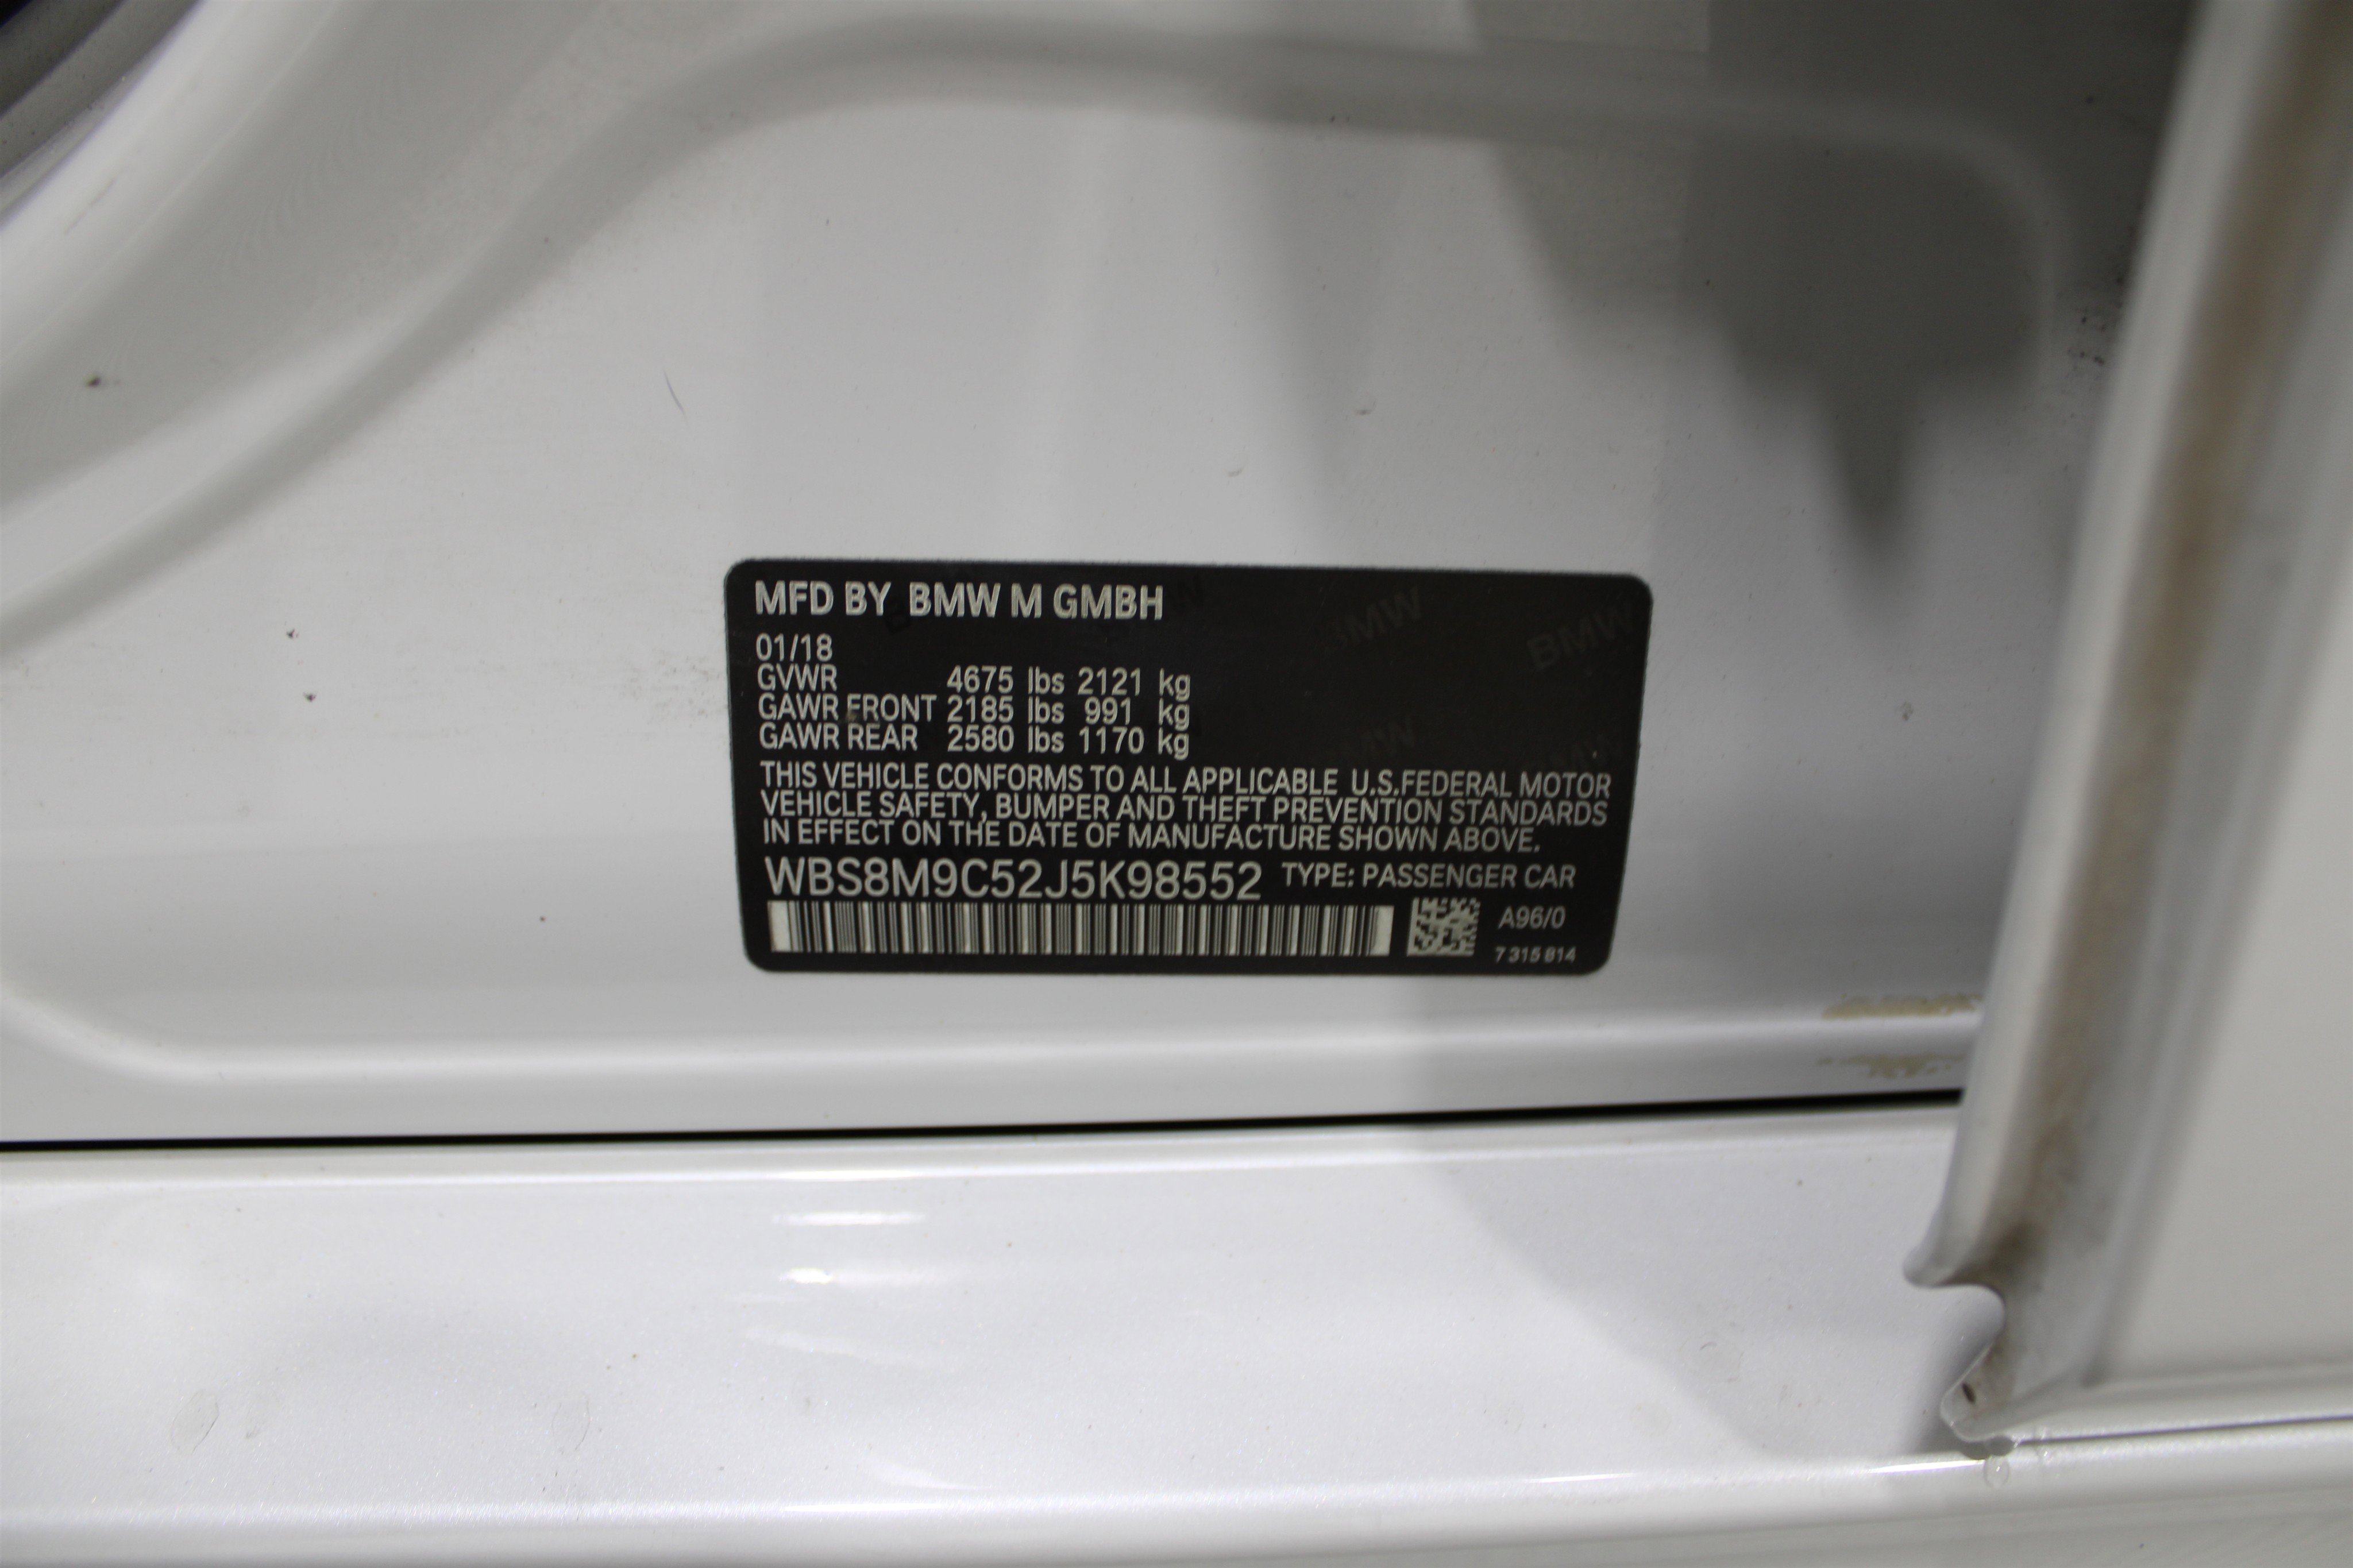 MFD BY BMW M GMBH
01/18
GVWR 4675 lbs 2121 kg
GAWR FRONT 2185 lbs 991 kg
GAWR REAR 2580 lbs 1170 kg
THIS VEHICLE CONFORMS TO ALL APPLICABLE U.S.FEDERAL MOTOR
VEHICLE SAFETY, BUMPER AND THEFT PREVENTION STANDARDS
IN EFFECT ON THE DATE OF MANUFACTURE SHOWN ABOVE.
WBS8M9C52J5K98552 TYPE: PASSENGER CAR
A96/0
7 315 814